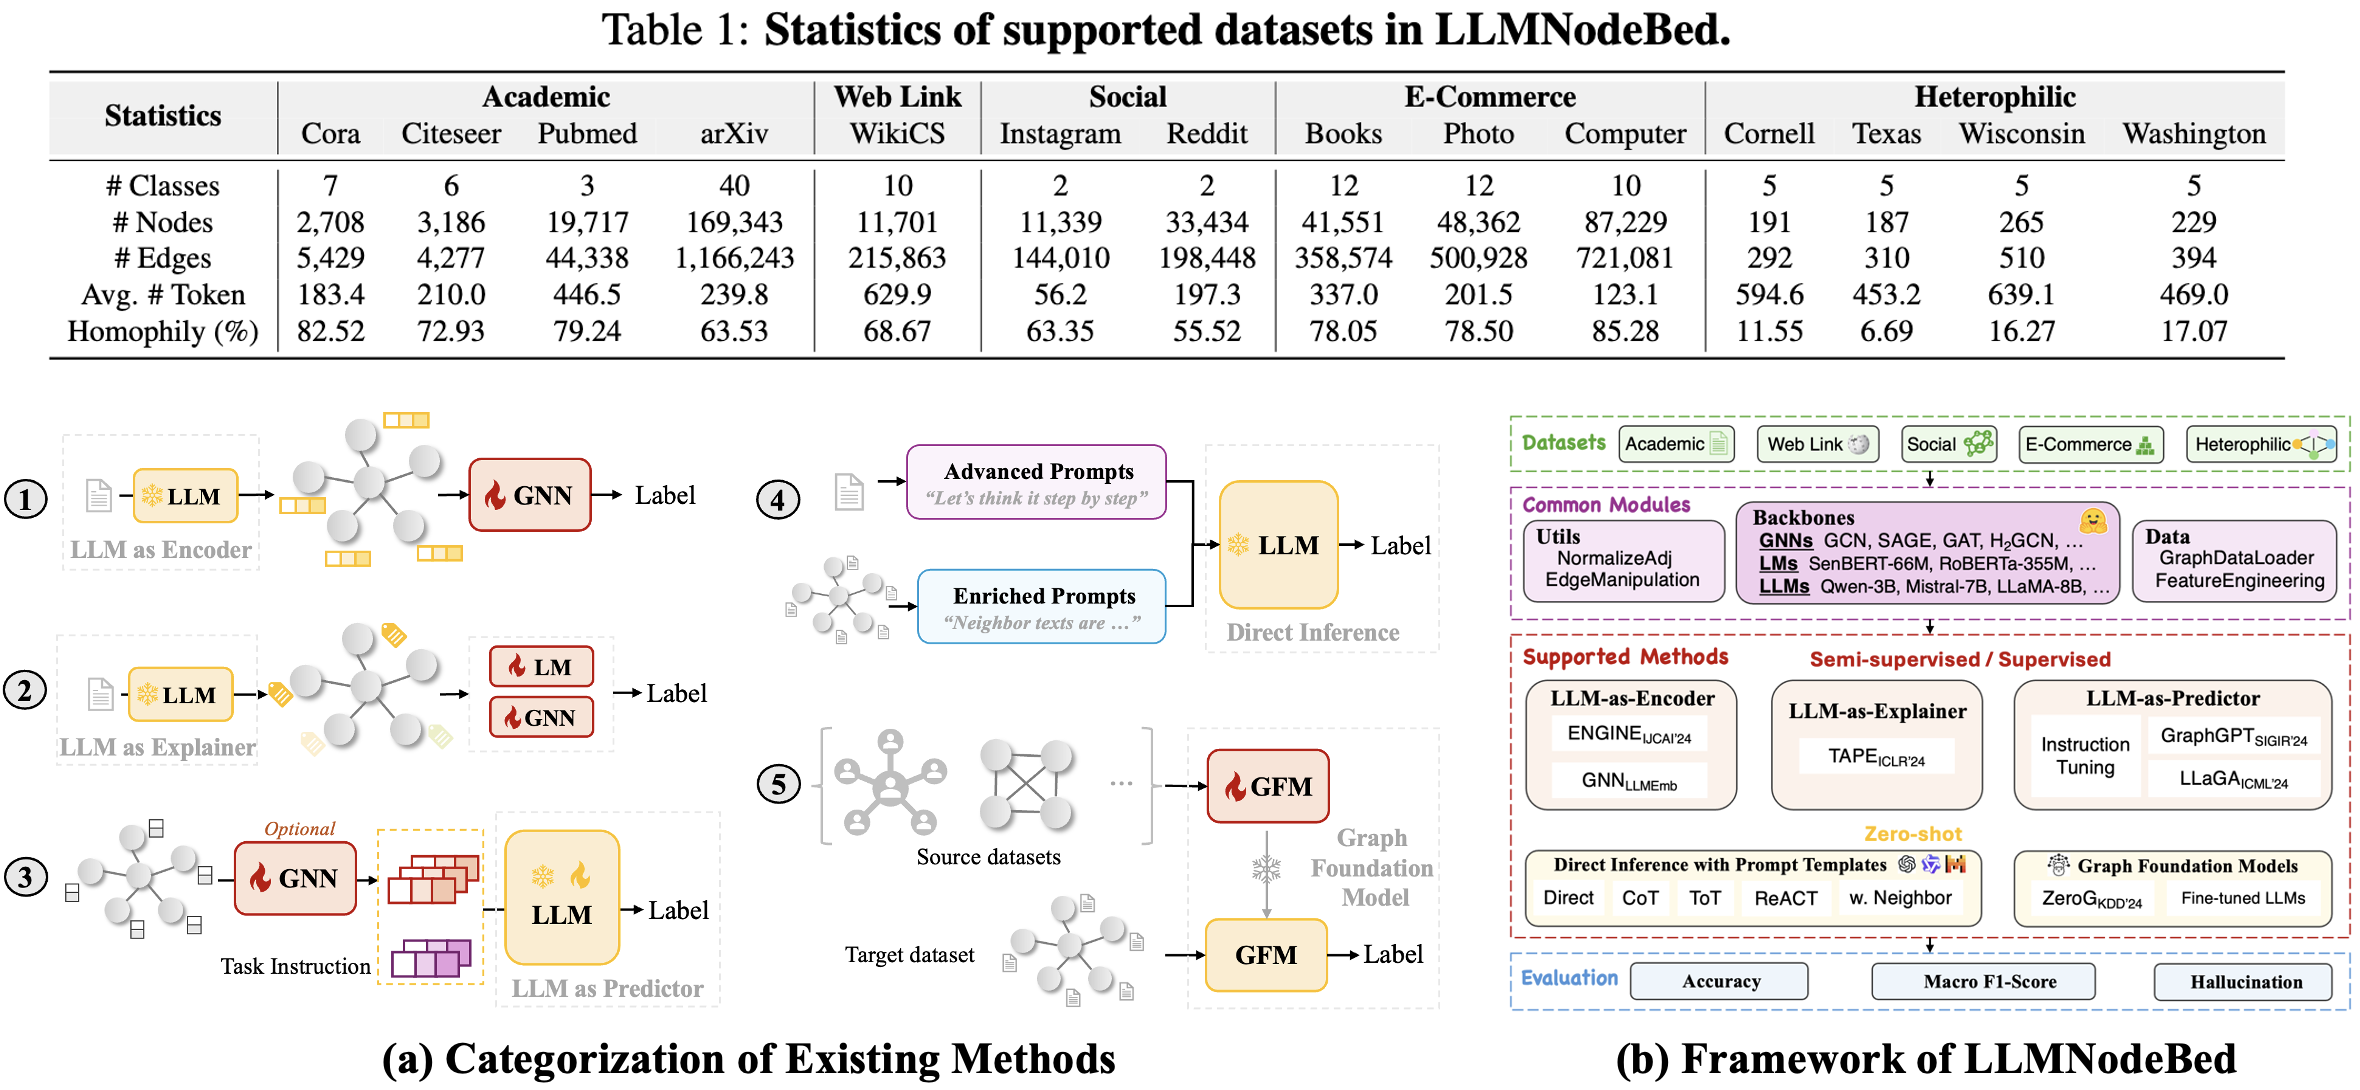 Table 1: Statistics of supported datasets in LLMNodeBed.
Statistics Academic Web Link Social E-Commerce Heterophilic
Cora Citeseer Pubmed arXiv WikiCS Instagram Reddit Books Photo Computer Cornell Texas Wisconsin Washington
# Classes 7 6 3 40 10 2 2 12 12 10 5 5 5 5
# Nodes 2,708 3,186 19,717 169,343 11,701 11,339 33,434 41,551 48,362 87,229 191 187 265 229
# Edges 5,429 4,277 44,338 1,166,243 215,863 144,010 198,448 358,574 500,928 721,081 292 310 510 394
Avg. # Token 183.4 210.0 446.5 239.8 629.9 56.2 197.3 337.0 201.5 123.1 594.6 453.2 639.1 469.0
Homophily (%) 82.52 72.93 79.24 63.53 68.67 63.35 55.52 78.05 78.50 85.28 11.55 6.69 16.27 17.07
1
LLM
GNN
Label
LLM as Encoder
2
LLM
LM
GNN
Label
LLM as Explainer
3
Optional
GNN
LLM
Label
Task Instruction
LLM as Predictor
4
Advanced Prompts
“Let’s think it step by step”
Enriched Prompts
“Neighbor texts are …”
LLM
Label
Direct Inference
5
...
Source datasets
GFM
Graph
Foundation
Model
Target dataset
GFM
Label
(a) Categorization of Existing Methods
Datasets Academic Web Link Social E-Commerce Heterophilic
Common Modules
Utils
NormalizeAdj
EdgeManipulation
Backbones
GNNs GCN, SAGE, GAT, H₂GCN, …
LMs SenBERT-66M, RoBERTa-355M, …
LLMs Qwen-3B, Mistral-7B, LLaMA-8B, …
Data
GraphDataLoader
FeatureEngineering
Supported Methods Semi-supervised / Supervised
LLM-as-Encoder
ENGINE IJCAI’24
GNN LLMEmb
LLM-as-Explainer
TAPE ICLR’24
LLM-as-Predictor
Instruction
Tuning
GraphGPT SIGIR’24
LLaGA ICML’24
Zero-shot
Direct Inference with Prompt Templates
Direct CoT ToT ReACT w. Neighbor
Graph Foundation Models
ZeroG KDD’24 Fine-tuned LLMs
Evaluation Accuracy Macro F1-Score Hallucination
(b) Framework of LLMNodeBed